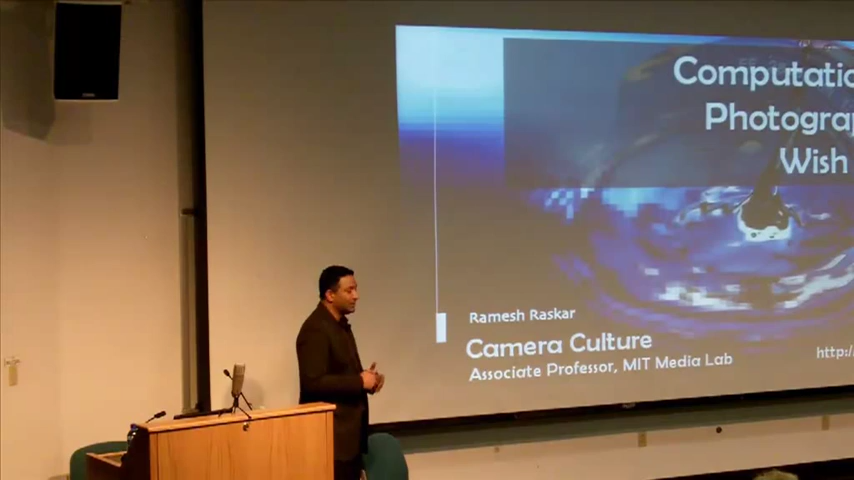 Computatio
Photograp
Wish
Ramesh Raskar
Camera Culture
Associate Professor, MIT Media Lab
http:/